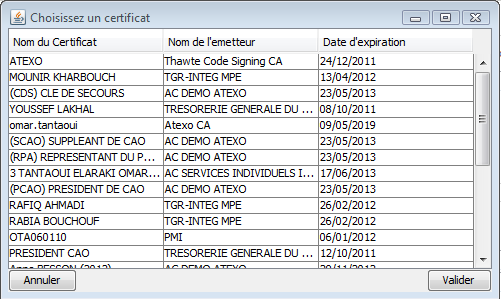 Choisissez un certificat
Nom du Certificat Nom de l'emetteur Date d'expiration
ATEXO Thawte Code Signing CA 24/12/2011
MOUNIR KHARBOUCH TGR-INTEG MPE 13/04/2012
(CDS) CLE DE SECOURS AC DEMO ATEXO 23/05/2013
YOUSSEF LAKHAL TRESORERIE GENERALE DU ... 08/10/2011
omar.tantaoui Atexo CA 09/05/2019
(SCAO) SUPPLEANT DE CAO AC DEMO ATEXO 23/05/2013
(RPA) REPRESENTANT DU P... AC DEMO ATEXO 23/05/2013
3 TANTAOUI ELARAKI OMAR... AC SERVICES INDIVIDUELS I... 17/06/2013
(PCAO) PRESIDENT DE CAO AC DEMO ATEXO 23/05/2013
RAFIQ AHMADI TGR-INTEG MPE 26/02/2012
RABIA BOUCHOUF TGR-INTEG MPE 26/02/2012
OTA060110 PMI 06/01/2012
PRESIDENT CAO TRESORERIE GENERALE DU ... 12/10/2011
AC DEMO ATEXO
Annuler Valider